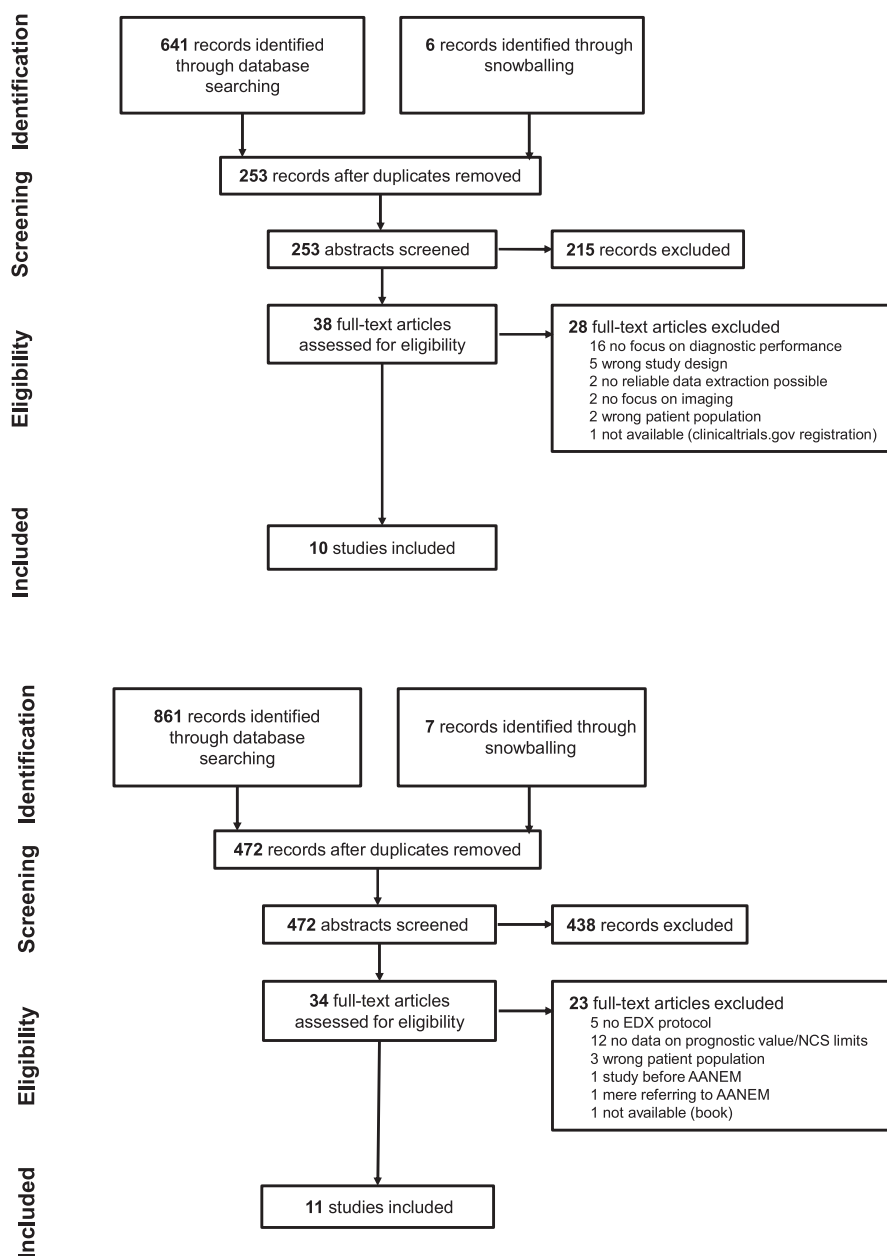 Identification
641 records identified
through database
searching
6 records identified through
snowballing
Screening
253 records after duplicates removed
253 abstracts screened
215 records excluded
Eligibility
38 full-text articles
assessed for eligibility
28 full-text articles excluded
16 no focus on diagnostic performance
5 wrong study design
2 no reliable data extraction possible
2 no focus on imaging
2 wrong patient population
1 not available (clinicaltrials.gov registration)
Included
10 studies included
Identification
861 records identified
through database
searching
7 records identified through
snowballing
Screening
472 records after duplicates removed
472 abstracts screened
438 records excluded
Eligibility
34 full-text articles
assessed for eligibility
23 full-text articles excluded
5 no EDX protocol
12 no data on prognostic value/NCS limits
3 wrong patient population
1 study before AANEM
1 mere referring to AANEM
1 not available (book)
Included
11 studies included